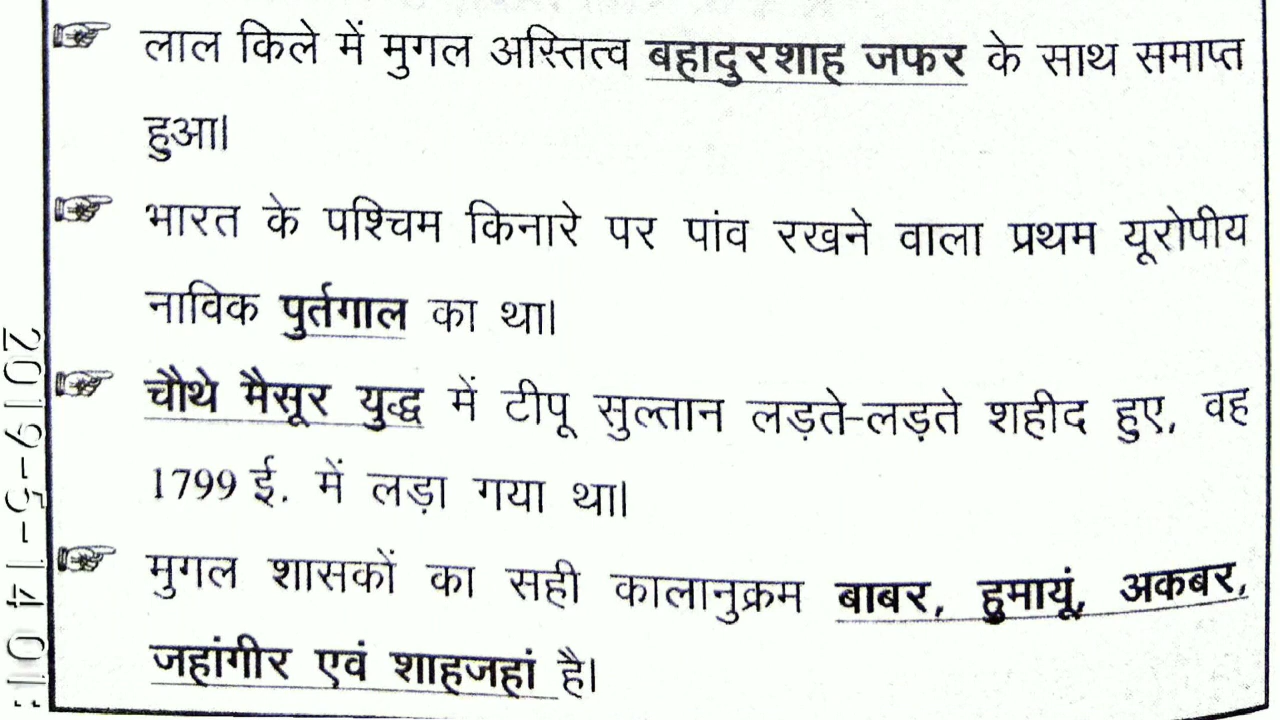 लाल किले में मुगल अस्तित्व बहादुरशाह जफर के साथ समाप्त
हुआ।
भारत के पश्चिम किनारे पर पांव रखने वाला प्रथम यूरोपीय
नाविक पुर्तगाल का था।
चौथे मैसूर युद्ध में टीपू सुल्तान लड़ते-लड़ते शहीद हुए, वह
1799 ई. में लड़ा गया था।
मुगल शासकों का सही कालानुक्रम बाबर, हुमायूं, अकबर,
जहांगीर एवं शाहजहां है।
2019-5-14 01: